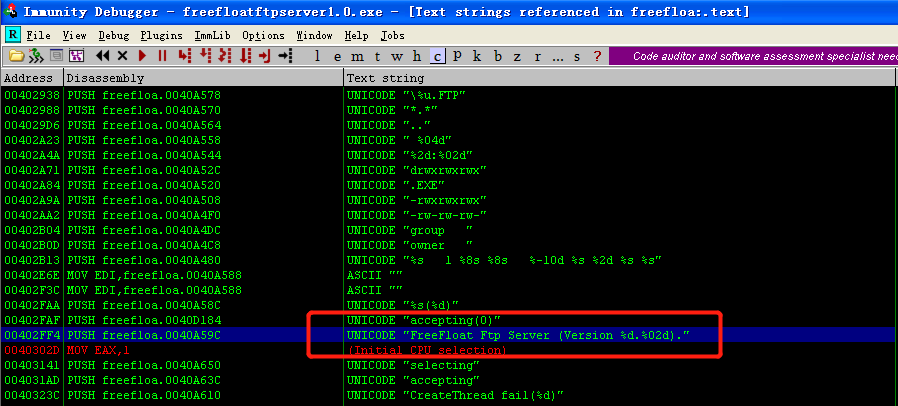 Immunity Debugger - freefloatftpserver1.0.exe - [Text strings referenced in freefloa:.text]
R File View Debug Plugins ImmLib Options Window Help Jobs
l e m t w h c p k b z r ... s ? Code auditor and software assessment specialist nee
Address Disassembly Text string
00402938 PUSH freefloa.0040A578 UNICODE "\%u.FTP"
00402988 PUSH freefloa.0040A570 UNICODE "*.*"
004029D6 PUSH freefloa.0040A564 UNICODE ".."
00402A23 PUSH freefloa.0040A558 UNICODE " %04d"
00402A4A PUSH freefloa.0040A544 UNICODE "%2d:%02d"
00402A71 PUSH freefloa.0040A52C UNICODE "drwxrwxrwx"
00402A84 PUSH freefloa.0040A520 UNICODE ".EXE"
00402A9A PUSH freefloa.0040A508 UNICODE "-rwxrwxrwx"
00402AA2 PUSH freefloa.0040A4F0 UNICODE "-rw-rw-rw-"
00402B04 PUSH freefloa.0040A4DC UNICODE "group   "
00402B0D PUSH freefloa.0040A4C8 UNICODE "owner   "
00402B13 PUSH freefloa.0040A480 UNICODE "%s   1 %8s %8s   %-10d %s %2d %s %s"
00402E6E MOV EDI,freefloa.0040A588 ASCII ""
00402F3C MOV EDI,freefloa.0040A588 ASCII ""
00402FAA PUSH freefloa.0040A58C UNICODE "%s(%d)"
00402FAF PUSH freefloa.0040D184 UNICODE "accepting(0)"
00402FF4 PUSH freefloa.0040A59C UNICODE "FreeFloat Ftp Server (Version %d.%02d)."
0040302D MOV EAX,1 (Initial CPU selection)
00403141 PUSH freefloa.0040A650 UNICODE "selecting"
004031AD PUSH freefloa.0040A63C UNICODE "accepting"
0040323C PUSH freefloa.0040A610 UNICODE "CreateThread fail(%d)"